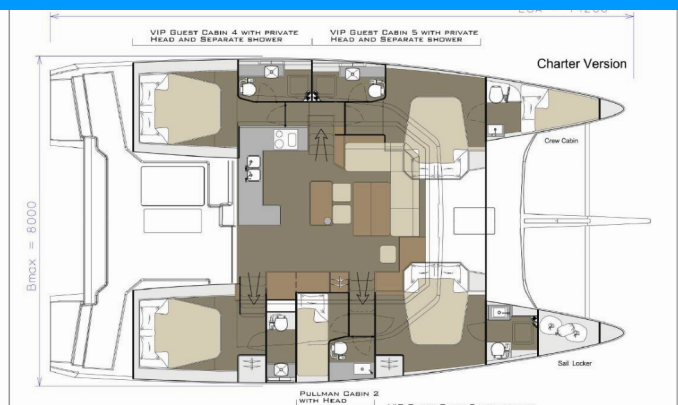 VIP Guest Cabin 4 with private
Head and Separate shower
VIP Guest Cabin 5 with private
Head and Separate shower
Charter Version
Crew Cabin
Bmax = 8000
Sail Locker
Pullman Cabin 2
with Head